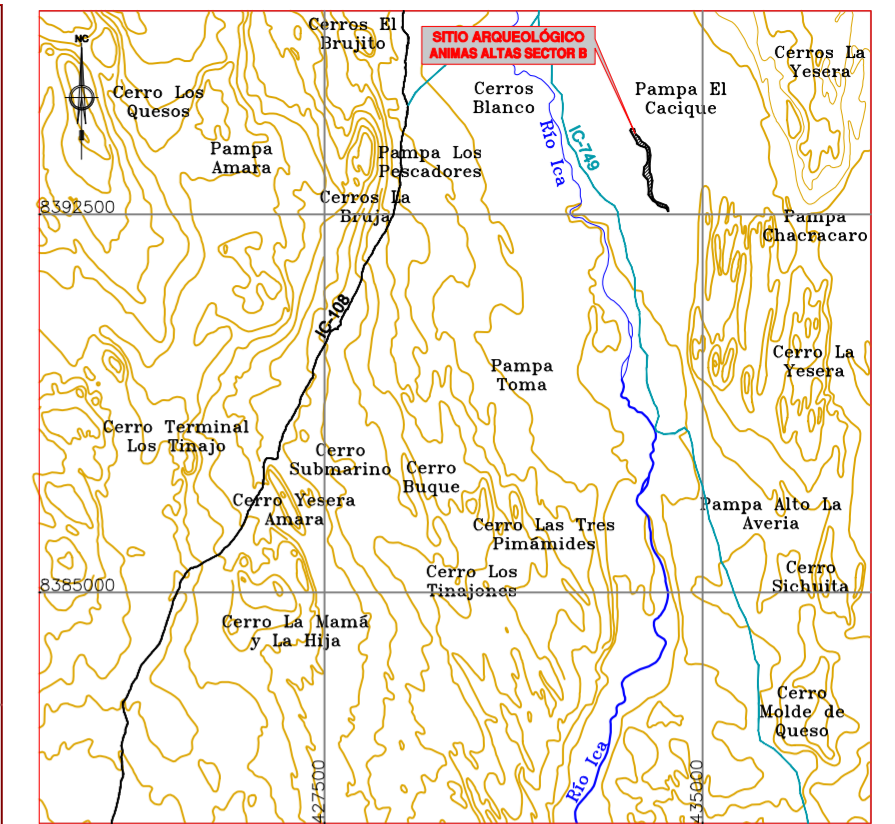 Cerros El
Brujito
SITIO ARQUEOLÓGICO
ANIMAS ALTAS SECTOR B
Cerros La
Yesera
NC
Cerro Los
Quesos
Cerros
Blanco
Pampa El
Cacique
Río Ica
IC-749
Pampa
Amara
Pampa Los
Pescadores
Cerros La
Bruja
8392500
Pampa
Chacracaro
IC-108
Pampa
Toma
Cerro La
Yesera
Cerro Terminal
Los Tinajo
Cerro
Submarino
Cerro
Buque
Cerro Yesera
Amara
Cerro Las Tres
Pimámides
Pampa Alto La
Averia
Cerro Los
Tinajones
Cerro
Sichuita
8385000
Cerro La Mamá
y La Hija
Cerro
Molde de
Queso
Río Ica
427500
435000